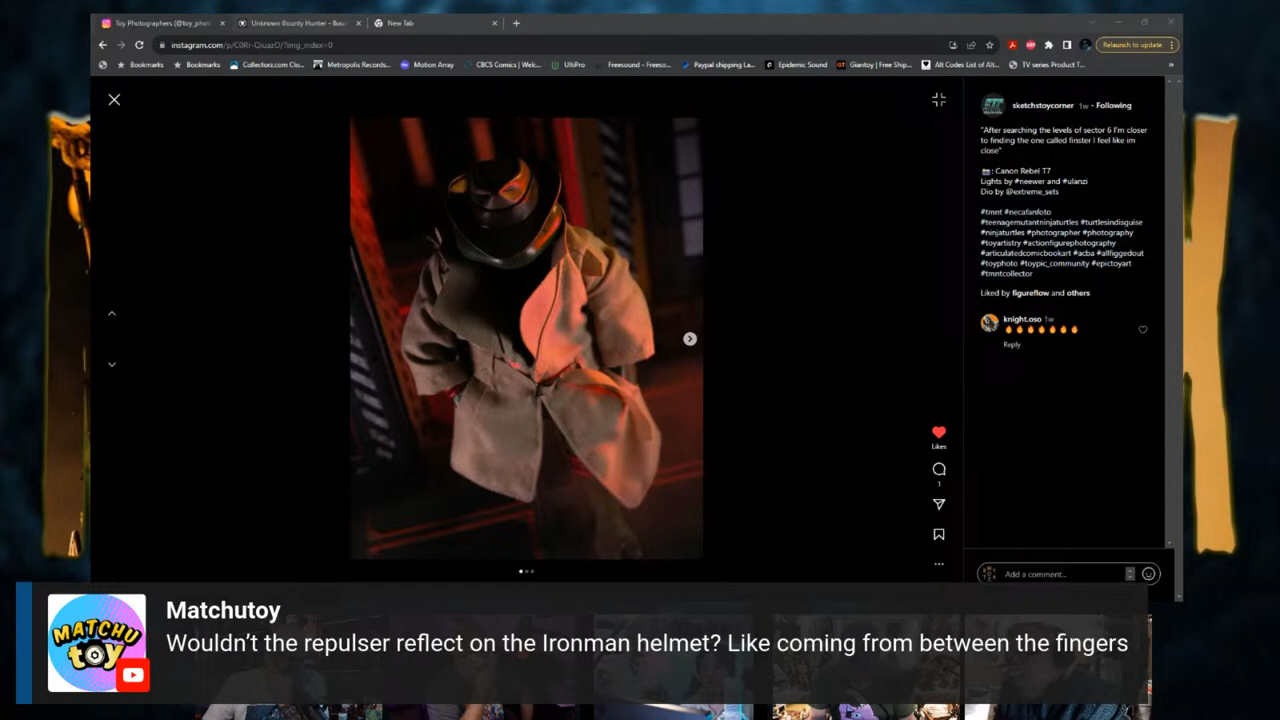 Toy Photographers (@toy_phot
Unknown Bounty Hunter - Bou
New Tab
instagram.com/p/C0Rr-QiuazO/?img_index=0
Relaunch to update
Bookmarks
Bookmarks
Collectorz.com Clo...
Metropolis Records...
Motion Array
CBCS Comics | Welc...
UltiPro
Freesound - Freeso...
Paypal shipping La...
Epidemic Sound
Giantoy | Free Ship...
Alt Codes List of Alt...
TV series Product T...
sketchstoycorner 1w • Following
"After searching the levels of sector 6 I'm closer
to finding the one called finster I feel like im
close"
: Canon Rebel T7
Lights by #neewer and #ulanzi
Dio by @extreme_sets
#tmnt #necafanfoto
#teenagemutantninjaturtles #turtlesindisguise
#ninjaturtles #photographer #photography
#toyartistry #actionfigurephotography
#articulatedcomicbookart #acba #allfiggedout
#toyphoto #toypic_community #epictoyart
#tmntcollector
Liked by figureflow and others
knight.oso 1w
Reply
Likes
1
Add a comment...
MATCHU
toy
Matchutoy
Wouldn't the repulser reflect on the Ironman helmet? Like coming from between the fingers